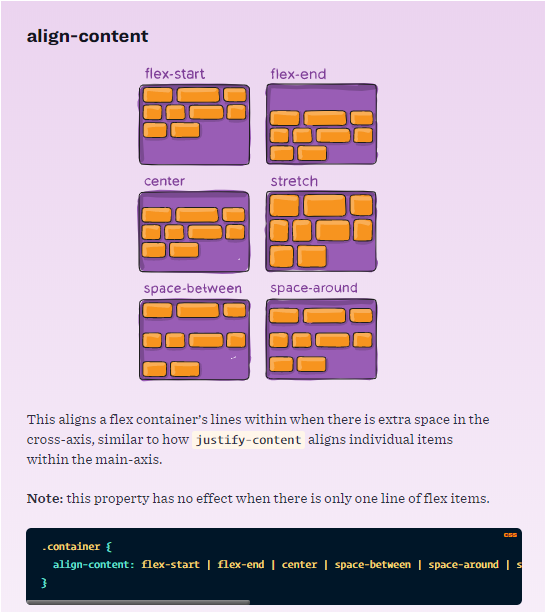 align-content
flex-start
flex-end
center
stretch
space-between
space-around
This aligns a flex container’s lines within when there is extra space in the
cross-axis, similar to how justify-content aligns individual items
within the main-axis.
Note: this property has no effect when there is only one line of flex items.
CSS
.container {
  align-content: flex-start | flex-end | center | space-between | space-around | s
}